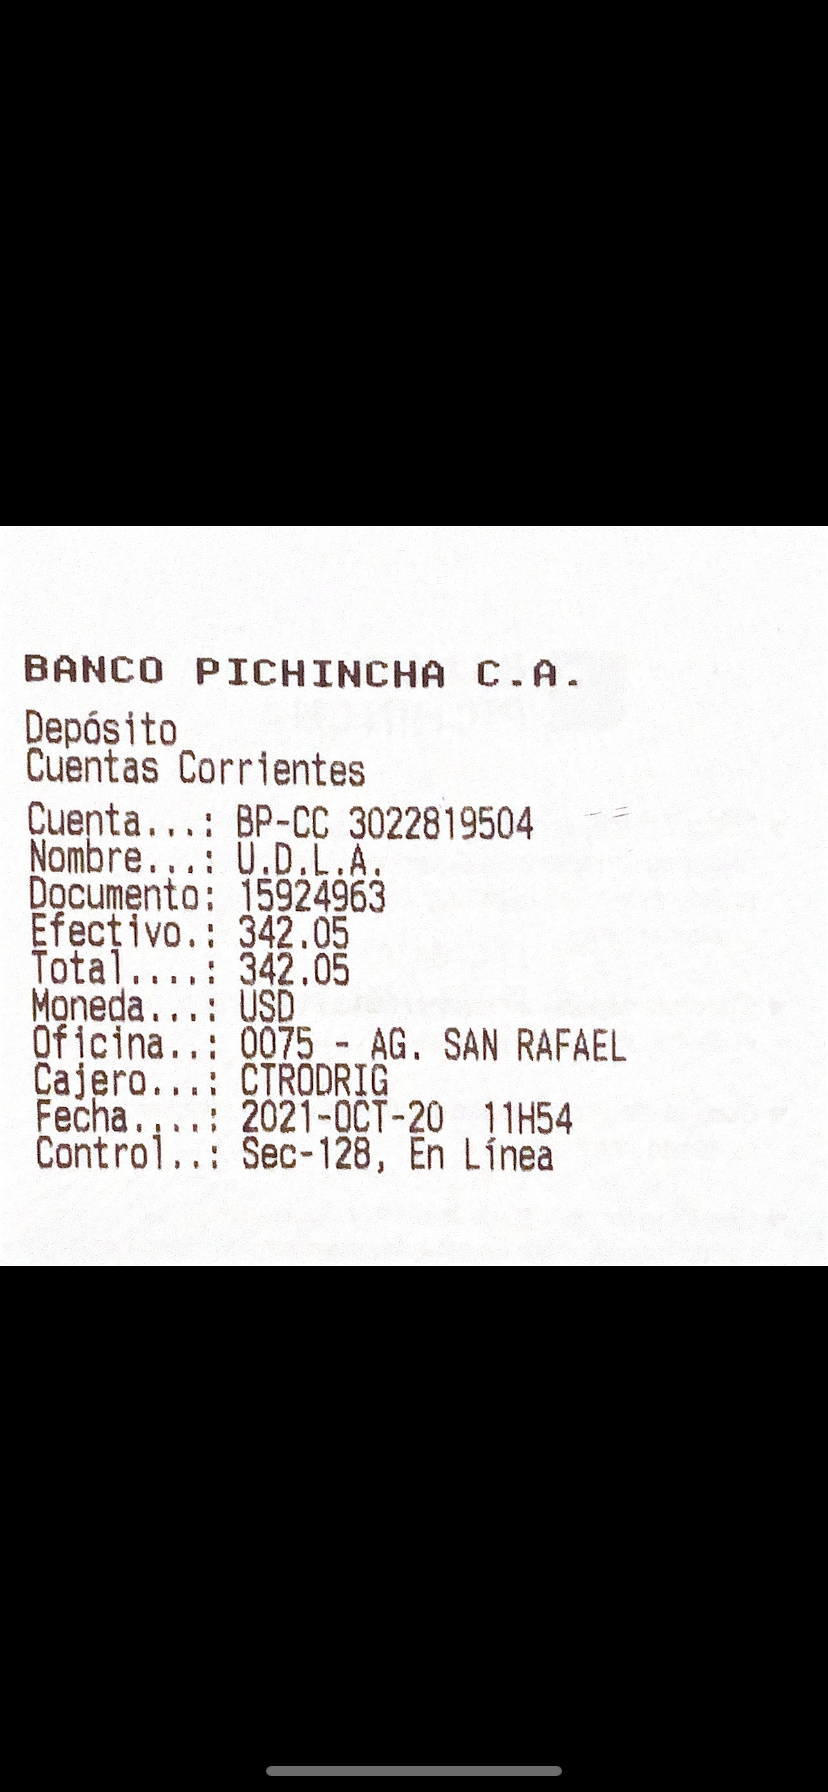 BANCO PICHINCHA C.A.
Depósito
Cuentas Corrientes
Cuenta...: BP-CC 3022819504
Nombre...: U.D.L.A.
Documento: 15924963
Efectivo.: 342.05
Total....: 342.05
Moneda...: USD
Oficina..: 0075 - AG. SAN RAFAEL
Cajero...: CTRODRIG
Fecha....: 2021-OCT-20 11H54
Control..: Sec-128, En Línea